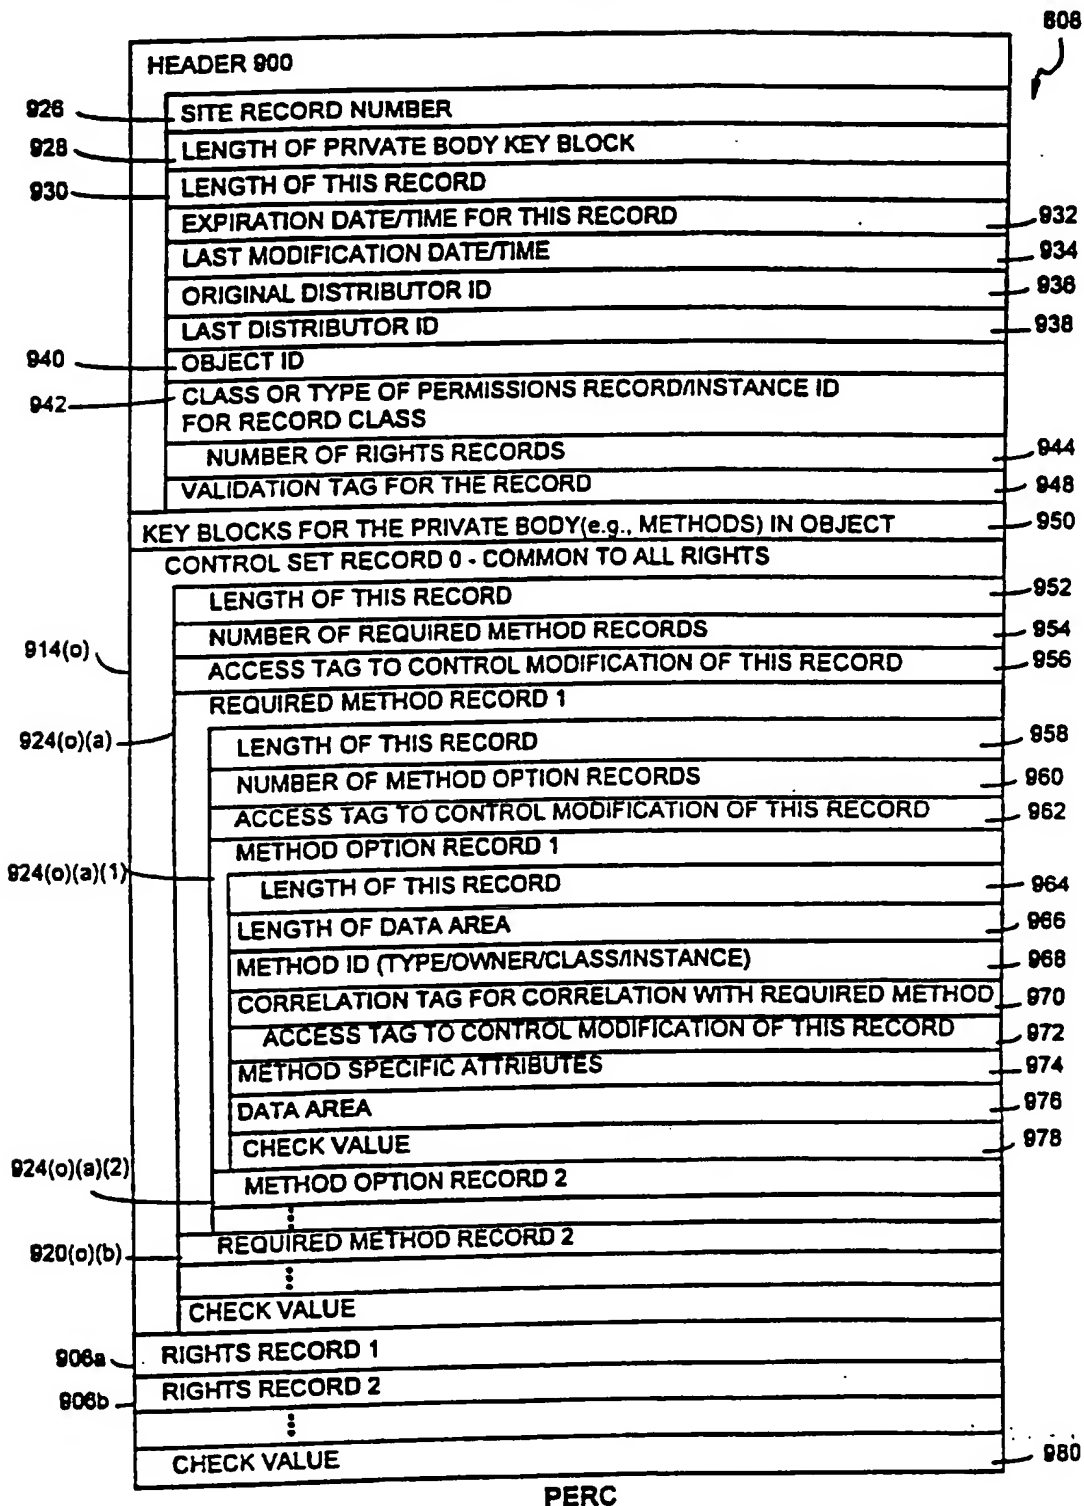 808
HEADER 900
926 SITE RECORD NUMBER
928 LENGTH OF PRIVATE BODY KEY BLOCK
930 LENGTH OF THIS RECORD
EXPIRATION DATE/TIME FOR THIS RECORD 932
LAST MODIFICATION DATE/TIME 934
ORIGINAL DISTRIBUTOR ID 936
LAST DISTRIBUTOR ID 938
940 OBJECT ID
942 CLASS OR TYPE OF PERMISSIONS RECORD/INSTANCE ID
FOR RECORD CLASS
NUMBER OF RIGHTS RECORDS 944
VALIDATION TAG FOR THE RECORD 948
KEY BLOCKS FOR THE PRIVATE BODY(e.g., METHODS) IN OBJECT 950
CONTROL SET RECORD 0 - COMMON TO ALL RIGHTS
LENGTH OF THIS RECORD 952
NUMBER OF REQUIRED METHOD RECORDS 954
914(o) ACCESS TAG TO CONTROL MODIFICATION OF THIS RECORD 956
REQUIRED METHOD RECORD 1
924(o)(a) LENGTH OF THIS RECORD 958
NUMBER OF METHOD OPTION RECORDS 960
ACCESS TAG TO CONTROL MODIFICATION OF THIS RECORD 962
METHOD OPTION RECORD 1
924(o)(a)(1) LENGTH OF THIS RECORD 964
LENGTH OF DATA AREA 966
METHOD ID (TYPE/OWNER/CLASS/INSTANCE) 968
CORRELATION TAG FOR CORRELATION WITH REQUIRED METHOD 970
ACCESS TAG TO CONTROL MODIFICATION OF THIS RECORD 972
METHOD SPECIFIC ATTRIBUTES 974
DATA AREA 976
CHECK VALUE 978
924(o)(a)(2) METHOD OPTION RECORD 2
920(o)(b) REQUIRED METHOD RECORD 2
CHECK VALUE
906a RIGHTS RECORD 1
906b RIGHTS RECORD 2
CHECK VALUE 980
PERC